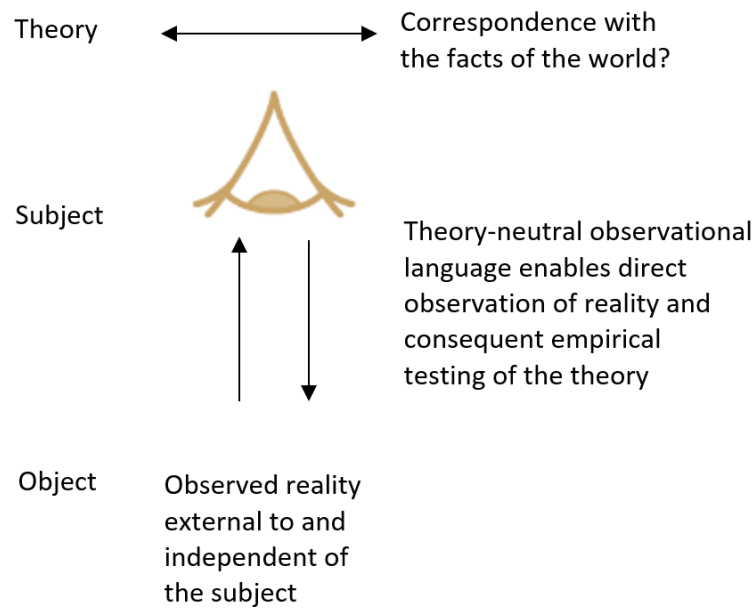 Theory
Correspondence with
the facts of the world?
Subject
Theory-neutral observational
language enables direct
observation of reality and
consequent empirical
testing of the theory
Object
Observed reality
external to and
independent of
the subject